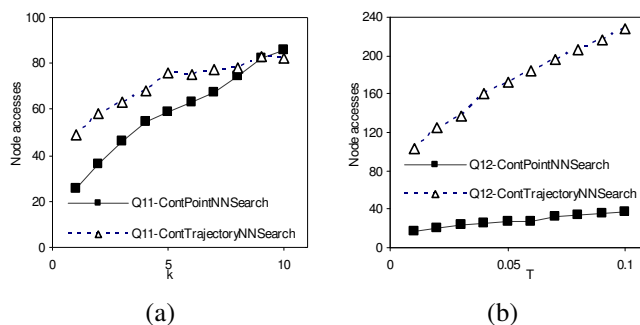 100
80
60
40
20
0
Node accesses
Q11-ContPointNNSearch
Q11-ContTrajectoryNNSearch
0 5 10
k
(a)
240
200
160
120
80
40
0
Node accesses
Q12-ContPointNNSearch
Q12-ContTrajectoryNNSearch
0 0.05 0.1
T
(b)